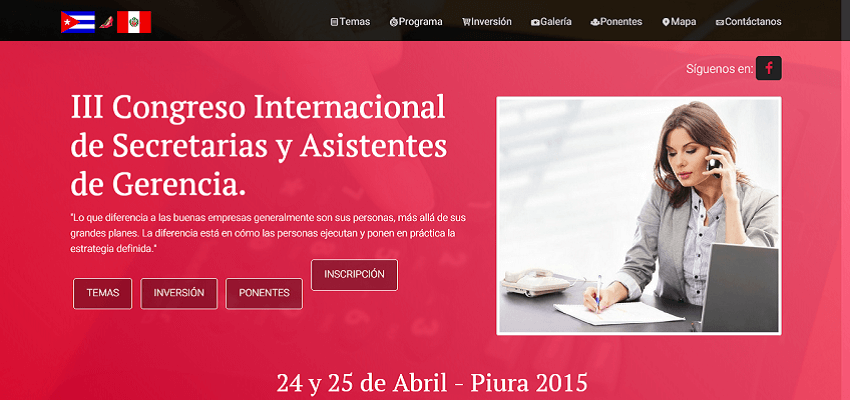 Temas Programa Inversión Galería Ponentes Mapa Contáctanos
Síguenos en:
III Congreso Internacional
de Secretarias y Asistentes
de Gerencia.
"Lo que diferencia a las buenas empresas generalmente son sus personas, más allá de sus
grandes planes. La diferencia está en cómo las personas ejecutan y ponen en práctica la
estrategia definida."
TEMAS INVERSIÓN PONENTES INSCRIPCIÓN
24 y 25 de Abril - Piura 2015